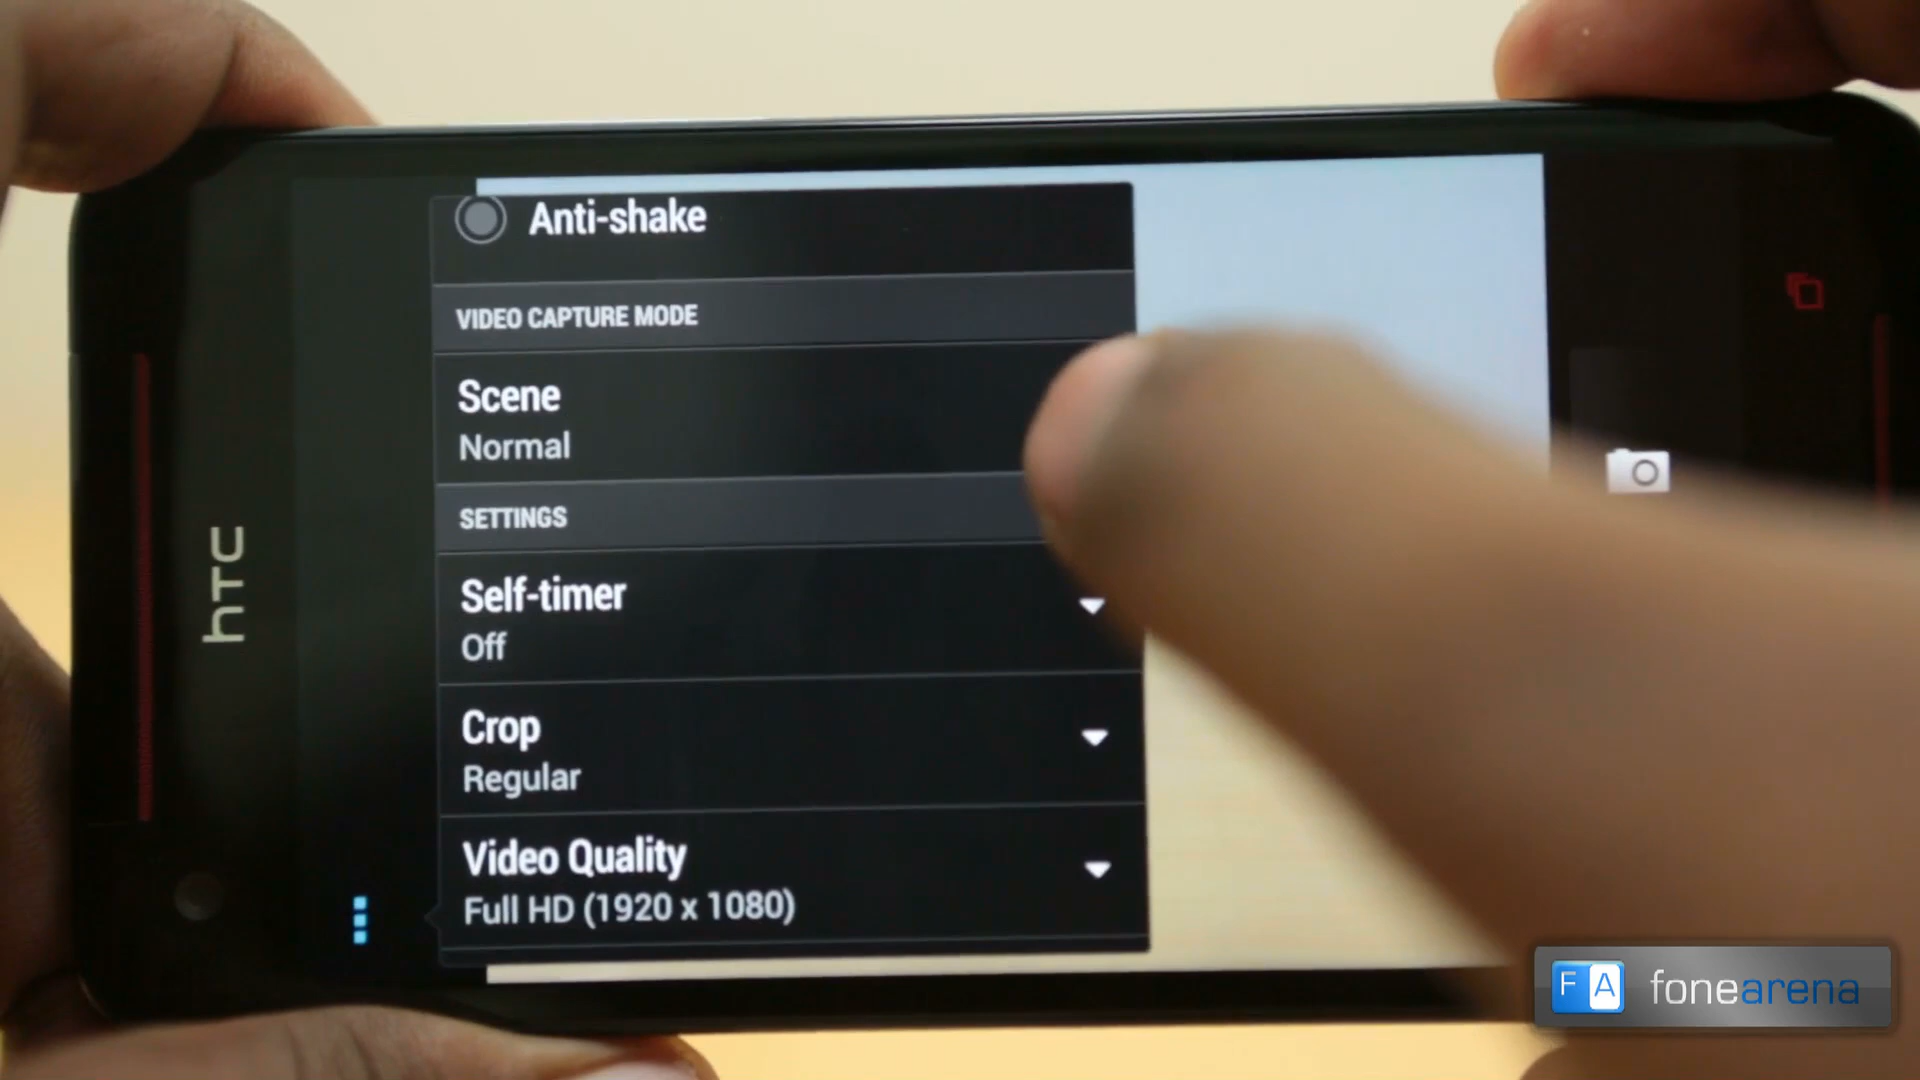 Anti-shake
VIDEO CAPTURE MODE
Scene
Normal
SETTINGS
Self-timer
Off
Crop
Regular
Video Quality
Full HD (1920 x 1080)
hTC
FA fonearena